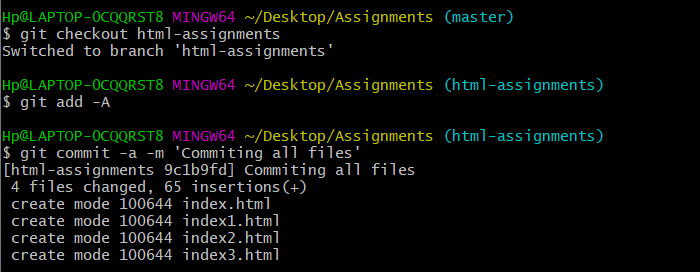 Hp@LAPTOP-OCQQRST8 MINGW64 ~/Desktop/Assignments (master)
$ git checkout html-assignments
Switched to branch 'html-assignments'
Hp@LAPTOP-OCQQRST8 MINGW64 ~/Desktop/Assignments (html-assignments)
$ git add -A
Hp@LAPTOP-OCQQRST8 MINGW64 ~/Desktop/Assignments (html-assignments)
$ git commit -a -m 'Commiting all files'
[html-assignments 9c1b9fd] Commiting all files
 4 files changed, 65 insertions(+)
 create mode 100644 index.html
 create mode 100644 index1.html
 create mode 100644 index2.html
 create mode 100644 index3.html